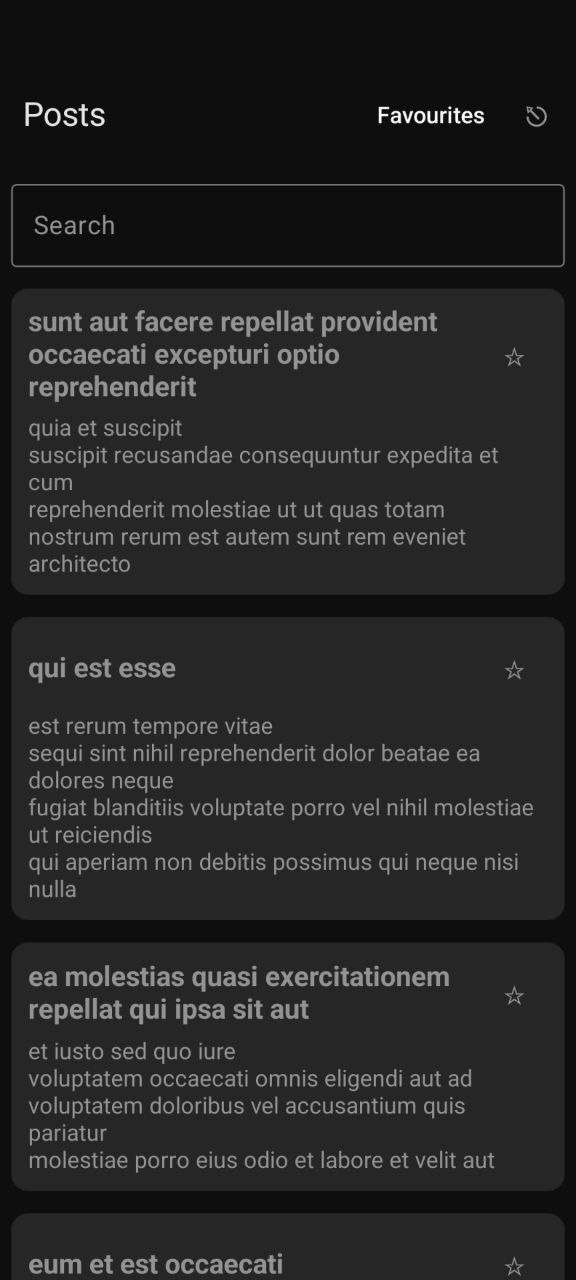 Posts
Favourites
Search
sunt aut facere repellat provident
occaecati excepturi optio
reprehenderit
quia et suscipit
suscipit recusandae consequuntur expedita et
cum
reprehenderit molestiae ut ut quas totam
nostrum rerum est autem sunt rem eveniet
architecto
qui est esse
est rerum tempore vitae
sequi sint nihil reprehenderit dolor beatae ea
dolores neque
fugiat blanditiis voluptate porro vel nihil molestiae
ut reiciendis
qui aperiam non debitis possimus qui neque nisi
nulla
ea molestias quasi exercitationem
repellat qui ipsa sit aut
et iusto sed quo iure
voluptatem occaecati omnis eligendi aut ad
voluptatem doloribus vel accusantium quis
pariatur
molestiae porro eius odio et labore et velit aut
eum et est occaecati